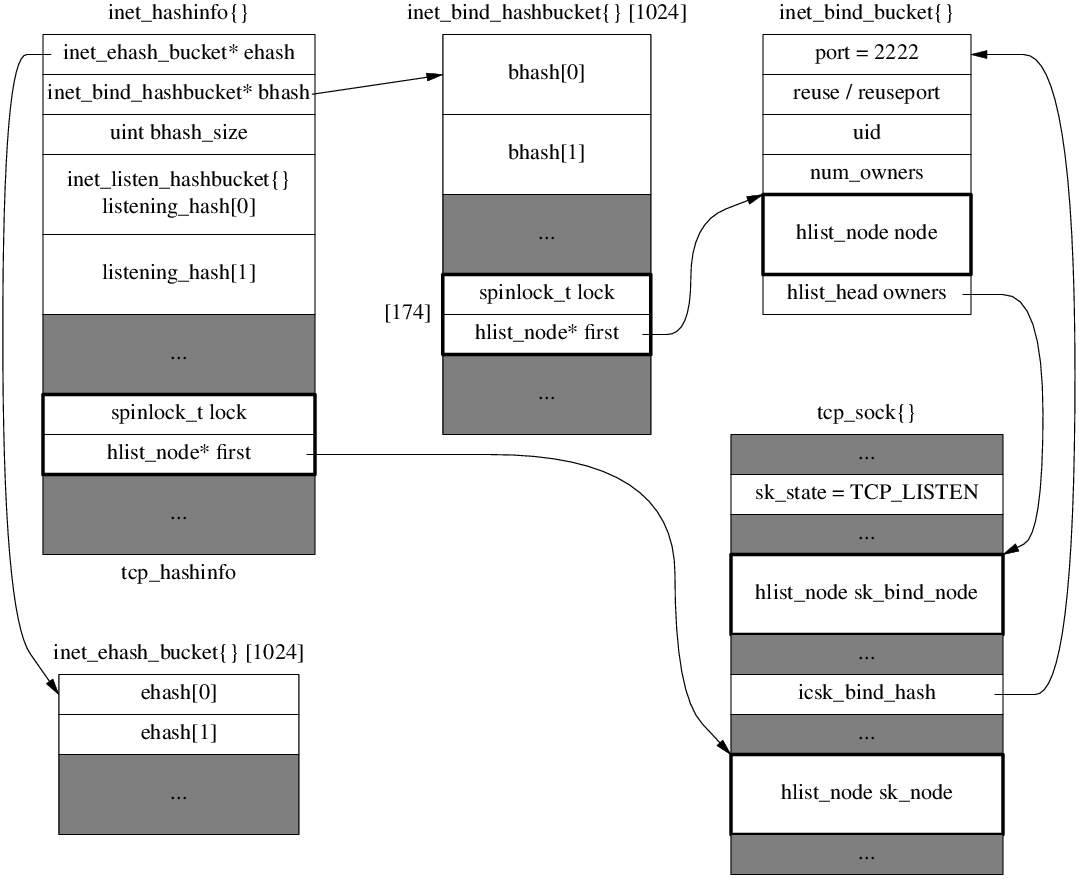 inet_hashinfo{}
inet_ehash_bucket* ehash
inet_bind_hashbucket* bhash
uint bhash_size
inet_listen_hashbucket{}
listening_hash[0]
listening_hash[1]
...
spinlock_t lock
hlist_node* first
...
tcp_hashinfo
inet_ehash_bucket{} [1024]
ehash[0]
ehash[1]
...
inet_bind_hashbucket{} [1024]
bhash[0]
bhash[1]
...
[174]
spinlock_t lock
hlist_node* first
...
inet_bind_bucket{}
port = 2222
reuse / reuseport
uid
num_owners
hlist_node node
hlist_head owners
tcp_sock{}
...
sk_state = TCP_LISTEN
...
hlist_node sk_bind_node
...
icsk_bind_hash
...
hlist_node sk_node
...